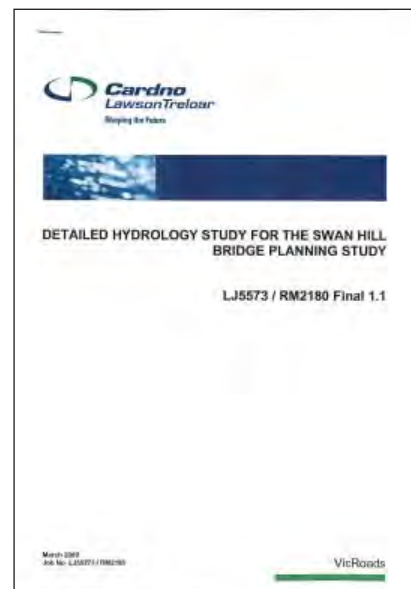 Cardno
LawsonTreloar
Shaping the Future
DETAILED HYDROLOGY STUDY FOR THE SWAN HILL
BRIDGE PLANNING STUDY
LJ5573 / RM2180 Final 1.1
March
Job No: LJ5573 / RM2180
VicRoads